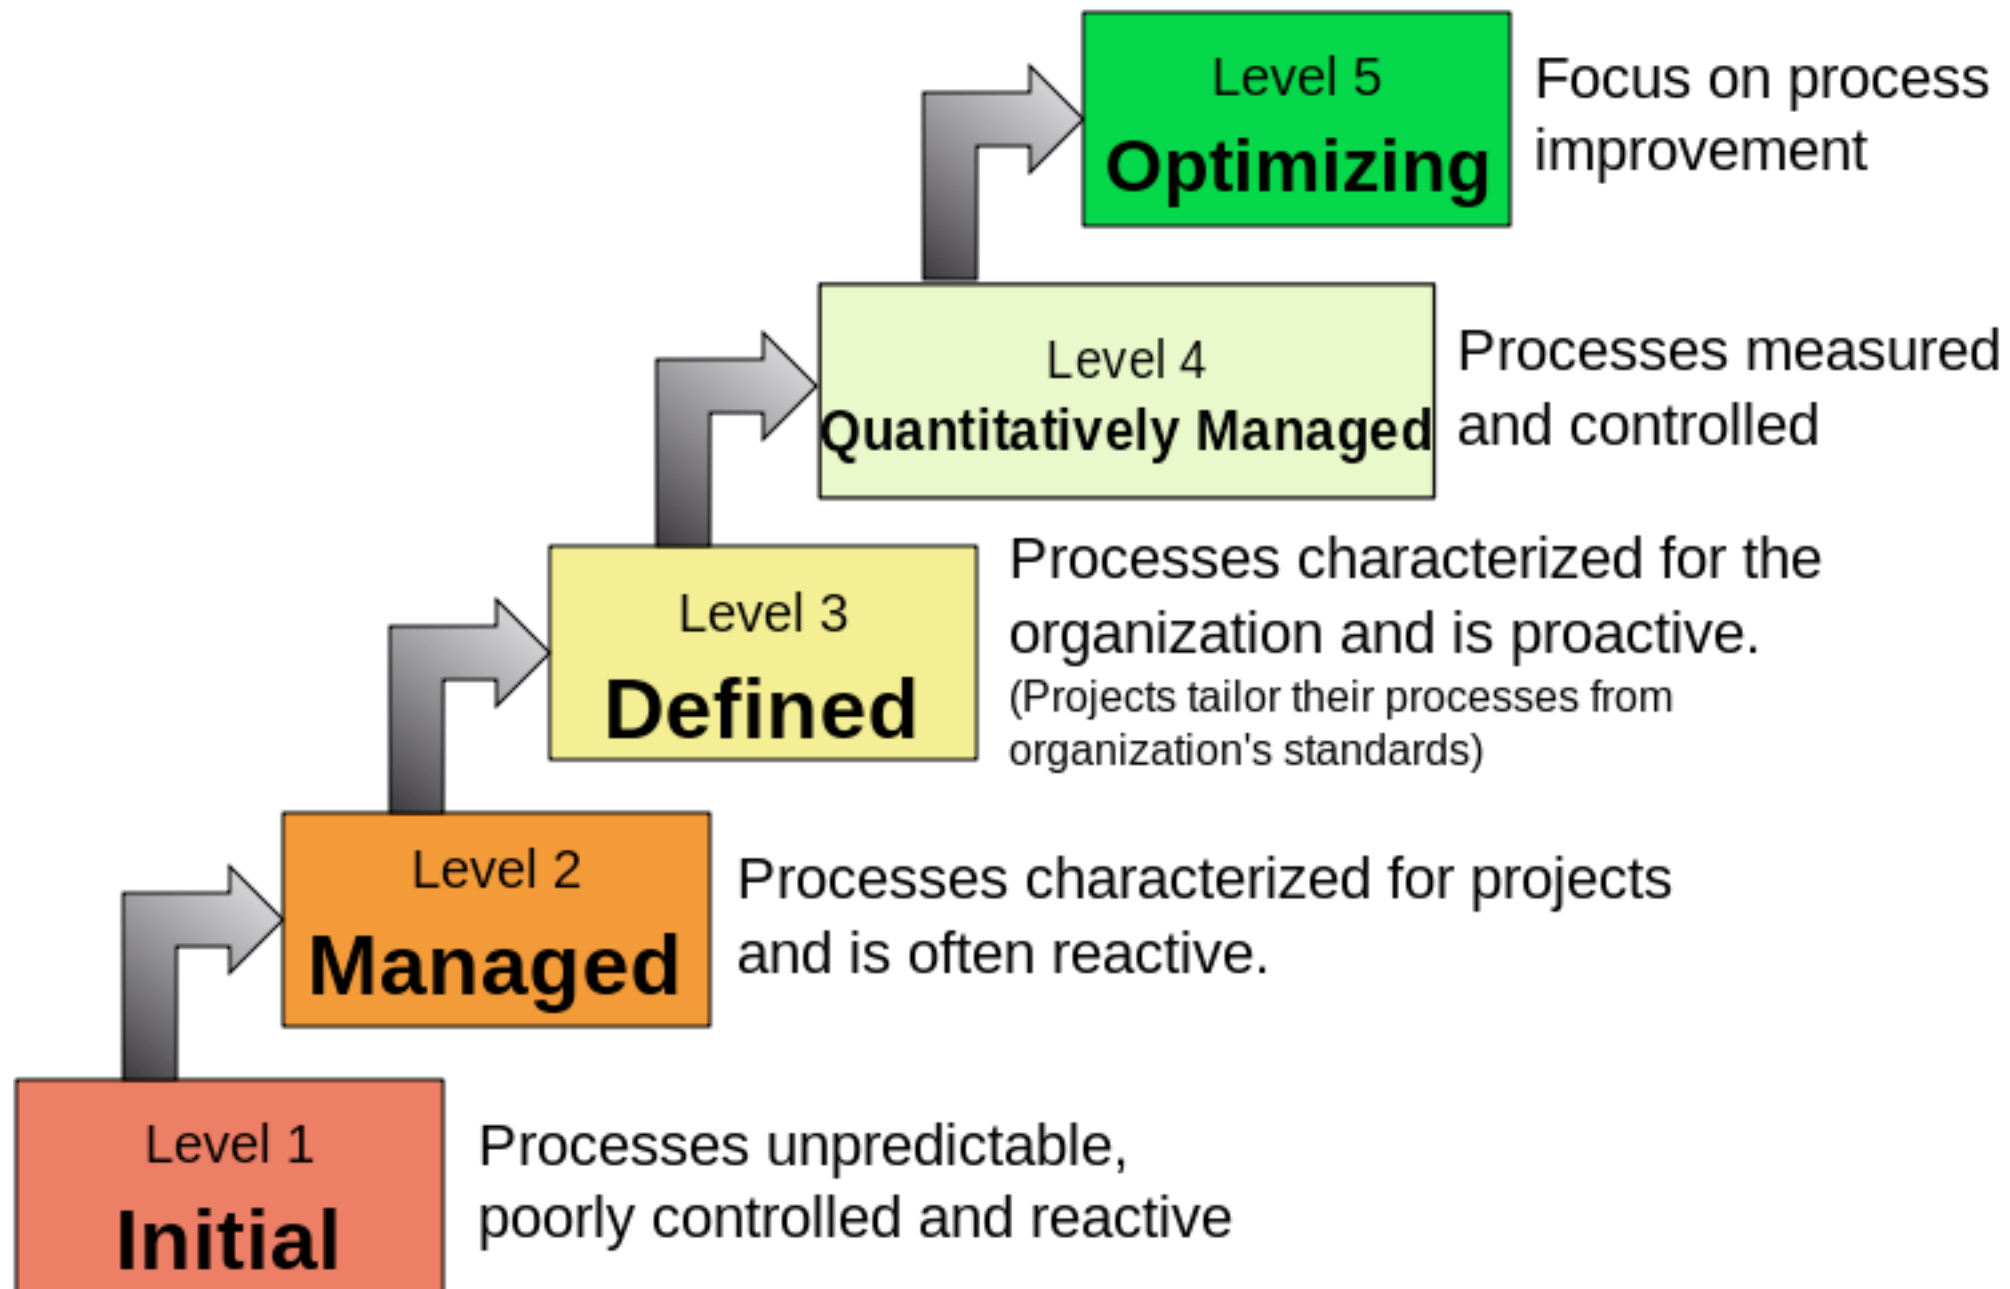 Level 5
Optimizing
Focus on process
improvement
Level 4
Quantitatively Managed
Processes measured
and controlled
Level 3
Defined
Processes characterized for the
organization and is proactive.
(Projects tailor their processes from
organization's standards)
Level 2
Managed
Processes characterized for projects
and is often reactive.
Level 1
Initial
Processes unpredictable,
poorly controlled and reactive